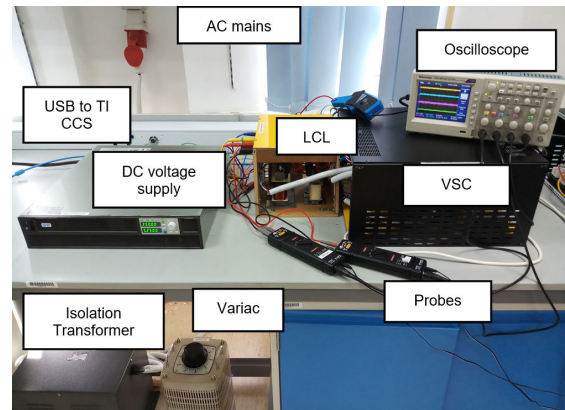 AC mains
Oscilloscope
USB to TI
CCS
LCL
DC voltage
supply
VSC
Isolation
Transformer
Variac
Probes